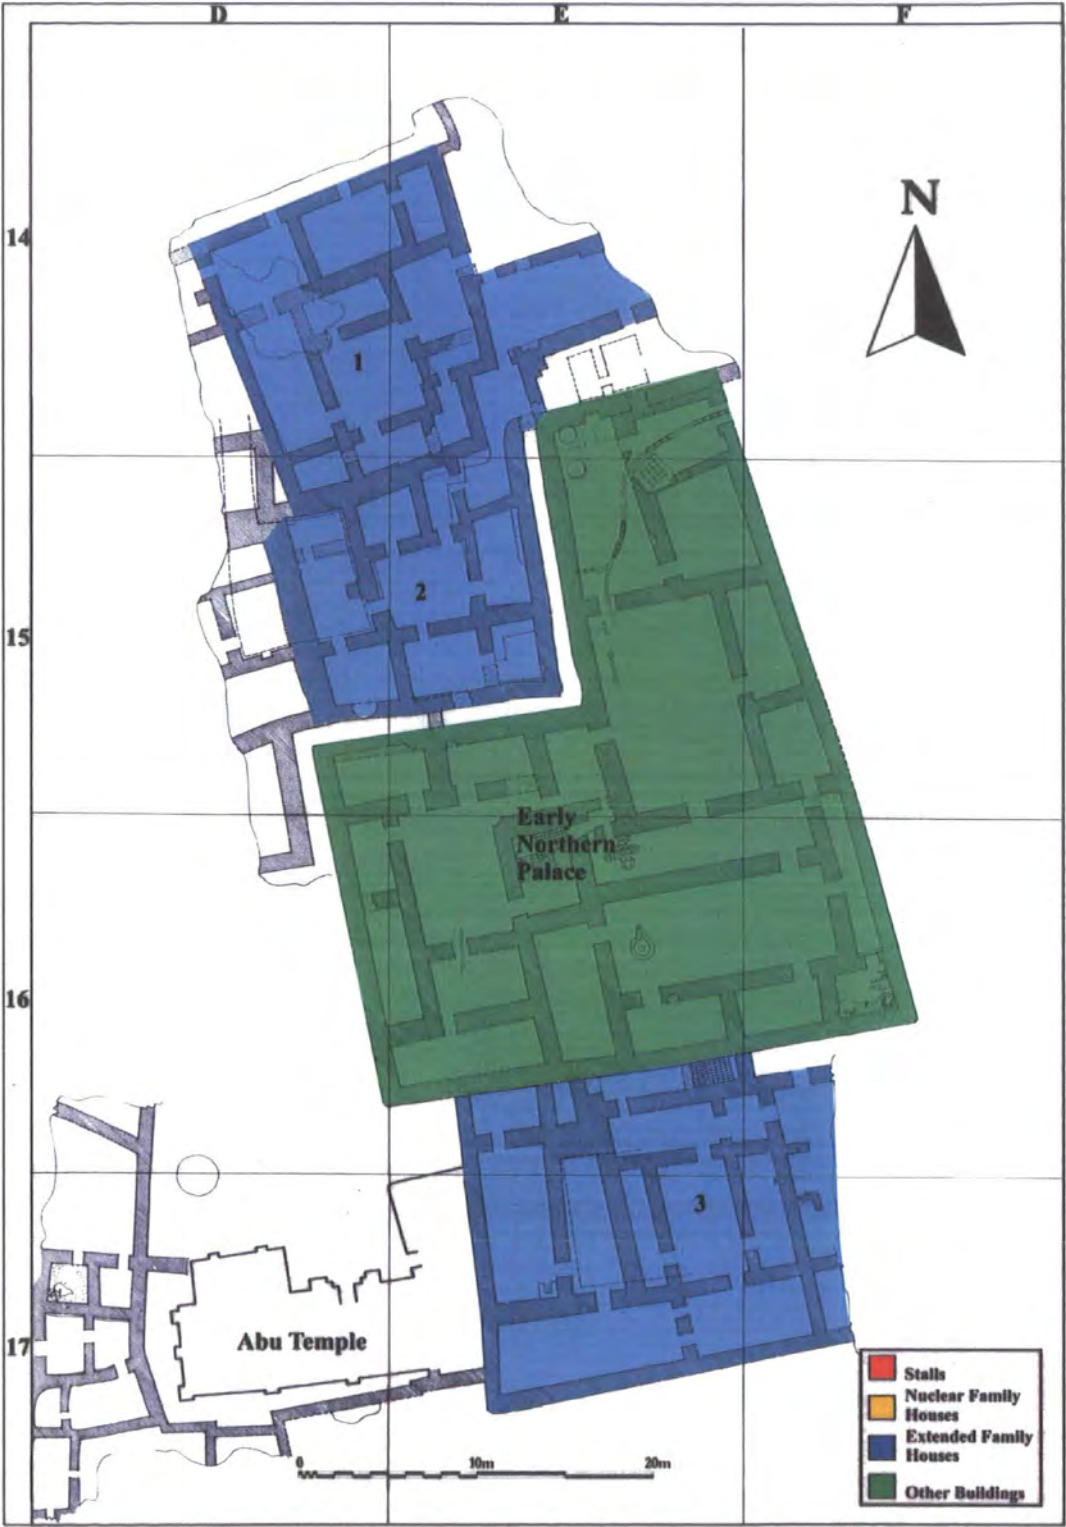 D E F
N
14
1
2
15
Early
Northern
Palace
16
3
Abu Temple
17
0 10m 20m
Stalls
Nuclear Family
Houses
Extended Family
Houses
Other Buildings